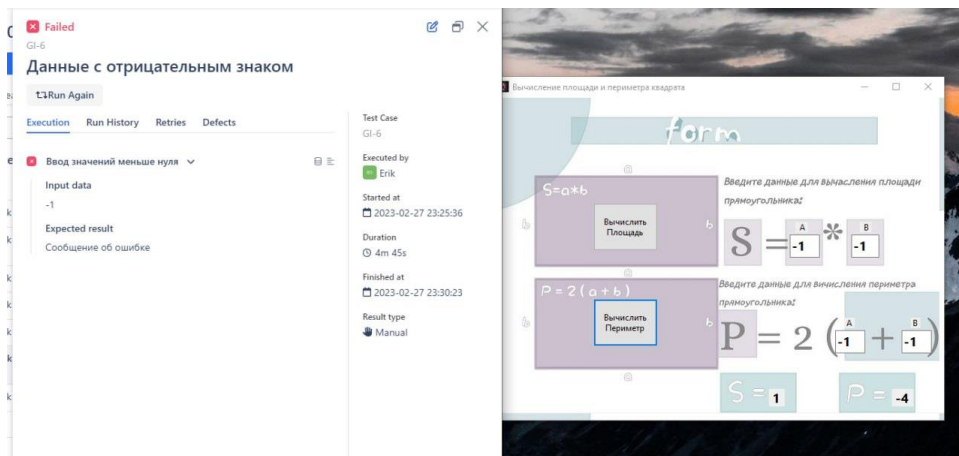 Failed
GI-6
Данные с отрицательным знаком
Run Again
Execution Run History Retries Defects
Ввод значений меньше нуля
Input data
-1
Expected result
Сообщение об ошибке
Test Case
GI-6
Executed by
Erik
Started at
2023-02-27 23:25:36
Duration
4m 45s
Finished at
2023-02-27 23:30:23
Result type
Manual
Вычисление площади и периметра квадрата
form
a
S=a*b
b
Вычислить
Площадь
b
a
Введите данные для вычасления площади
прямоугольника:
A B
S = -1 * -1
P = 2 ( a + b )
b
Вычислить
Периметр
b
a
Введите данные для вичисления периметра
прямоугольника:
A B
P = 2 ( -1 + -1 )
S = 1
P = -4